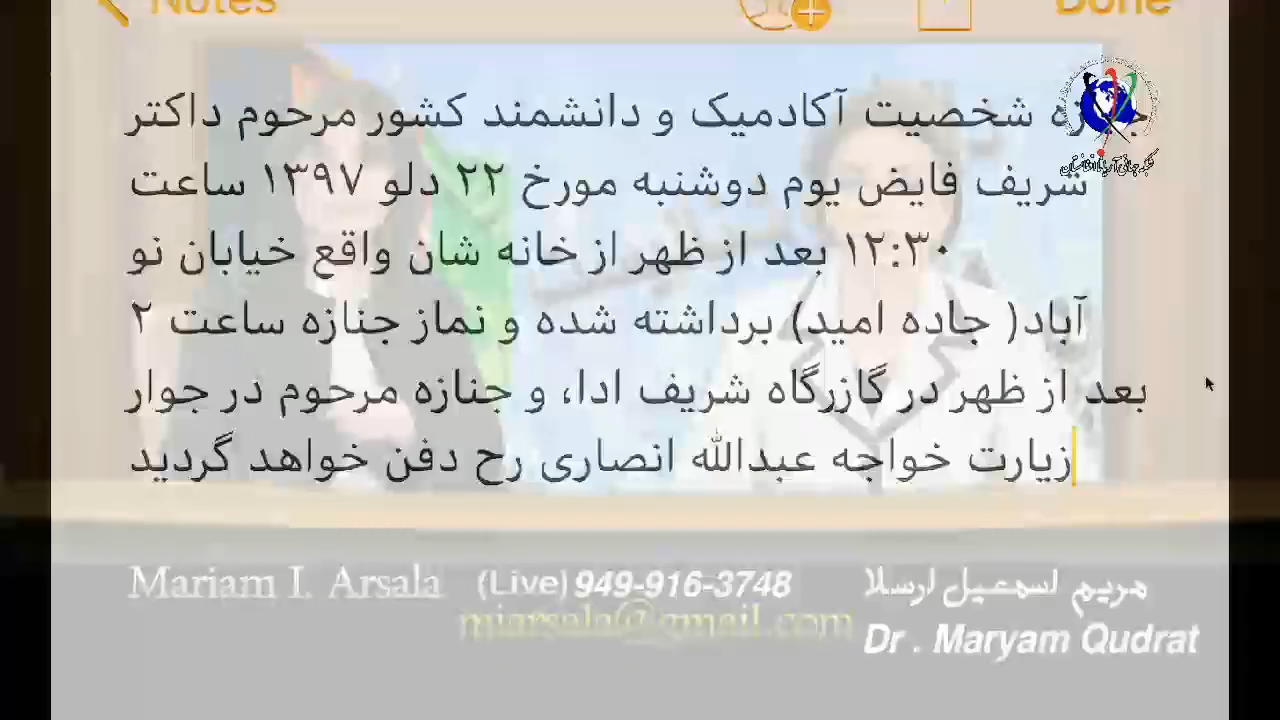 Notes Done
جنازه شخصیت آکادمیک و دانشمند کشور مرحوم داکتر
شریف فایض یوم دوشنبه مورخ ۲۲ دلو ۱۳۹۷ ساعت
۱۲:۳۰ بعد از ظهر از خانه شان واقع خیابان نو
آباد( جاده امید) برداشته شده و نماز جنازه ساعت ۲
بعد از ظهر در گازرگاه شریف ادا، و جنازه مرحوم در جوار
زیارت خواجه عبدالله انصاری رح دفن خواهد گردید
Mariam I. Arsala (Live) 949-916-3748 مریم اسمعیل ارسلا
miarsala@gmail.com
Dr . Maryam Qudrat